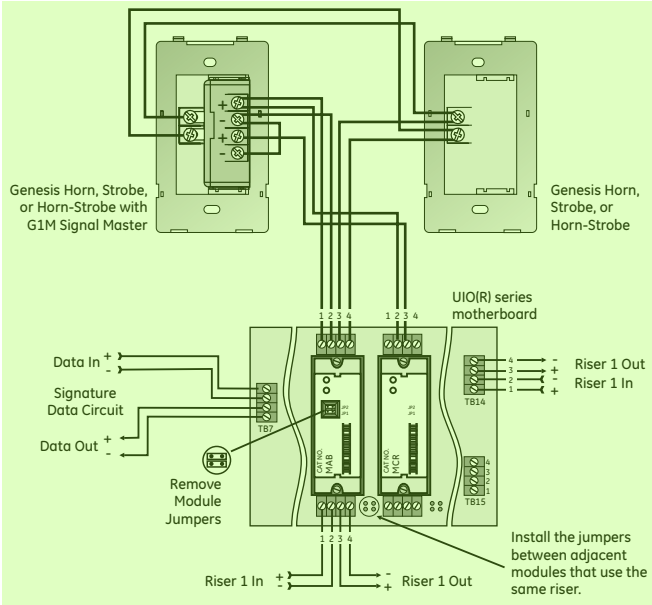 +
-
+
-
Genesis Horn, Strobe,
or Horn-Strobe with
G1M Signal Master
Genesis Horn,
Strobe, or
Horn-Strobe
1 2 3 4
1 2 3 4
UIO(R) series
motherboard
Data In + -
Signature
Data Circuit
Data Out + -
TB7
JP2
JP1
CAT NO.
MAB
JP2
JP1
CAT NO.
MCR
4 - Riser 1 Out
3 +
2 - Riser 1 In
1 +
TB14
4
3
2
1
TB15
Remove
Module
Jumpers
1 2 3 4
Riser 1 In + -
- + Riser 1 Out
Install the jumpers
between adjacent
modules that use the
same riser.